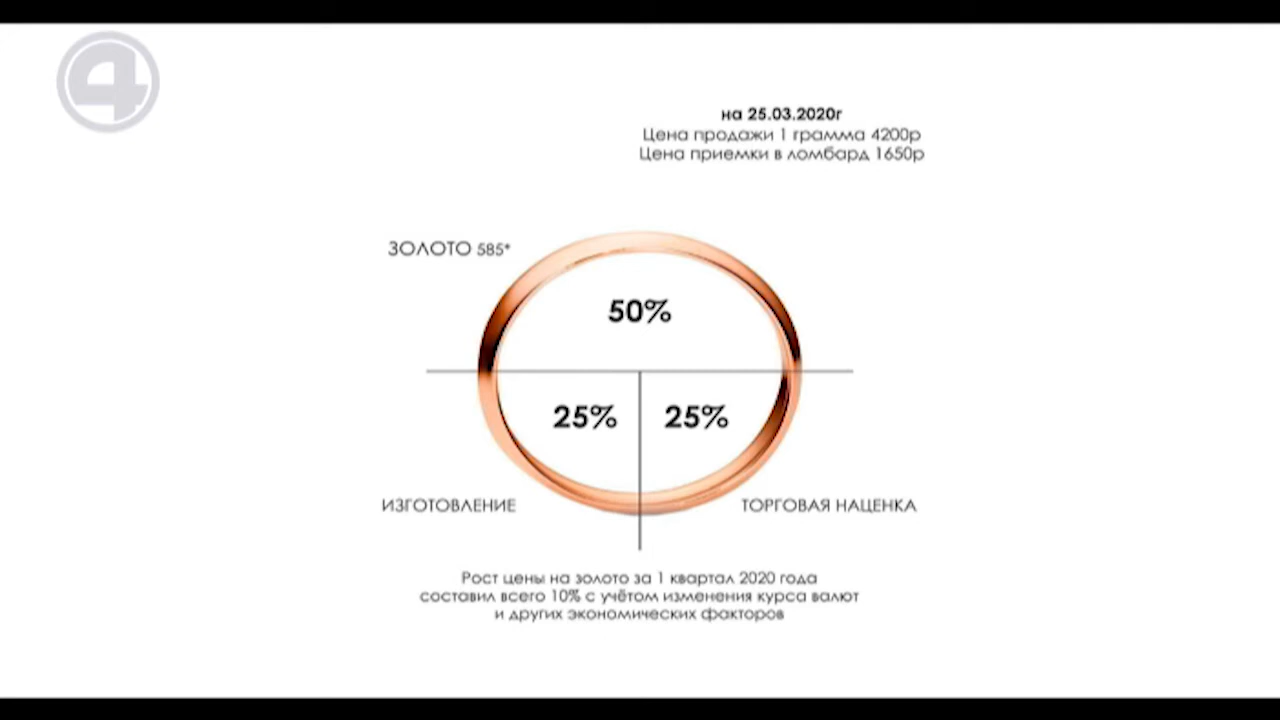 4
на 25.03.2020г
Цена продажи 1 грамма 4200р
Цена приемки в ломбард 1650р
ЗОЛОТО 585*
50%
25%
25%
ИЗГОТОВЛЕНИЕ
ТОРГОВАЯ НАЦЕНКА
Рост цены на золото за 1 квартал 2020 года
составил всего 10% с учётом изменения курса валют
и других экономических факторов